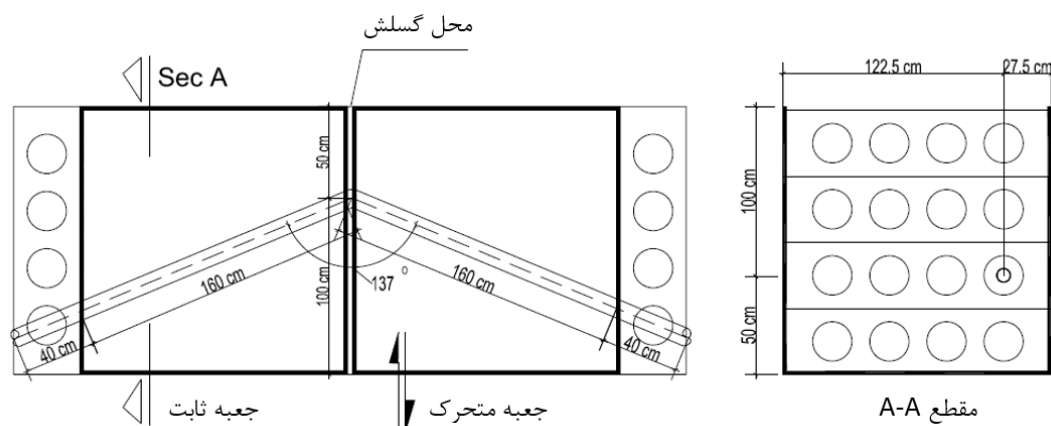 محل گسلش
Sec A
50 cm
100 cm
137 °
160 cm
160 cm
40 cm
40 cm
جعبه ثابت
جعبه متحرک
122.5 cm
27.5 cm
100 cm
50 cm
مقطع A-A